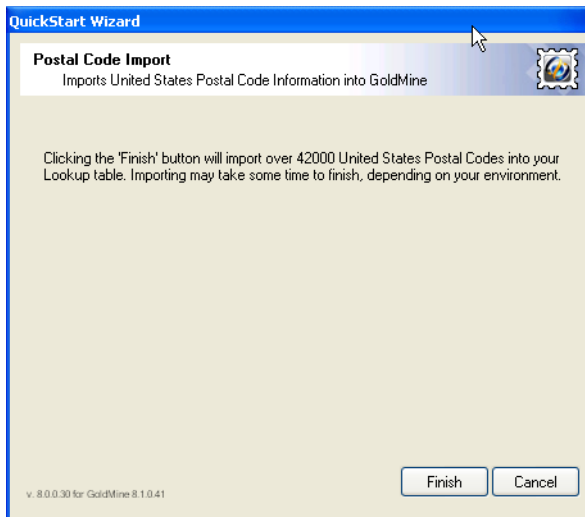 QuickStart Wizard
Postal Code Import
Imports United States Postal Code Information into GoldMine
Clicking the 'Finish' button will import over 42000 United States Postal Codes into your
Lookup table. Importing may take some time to finish, depending on your environment.
v. 8.0.0.30 for GoldMine 8.1.0.41
Finish
Cancel